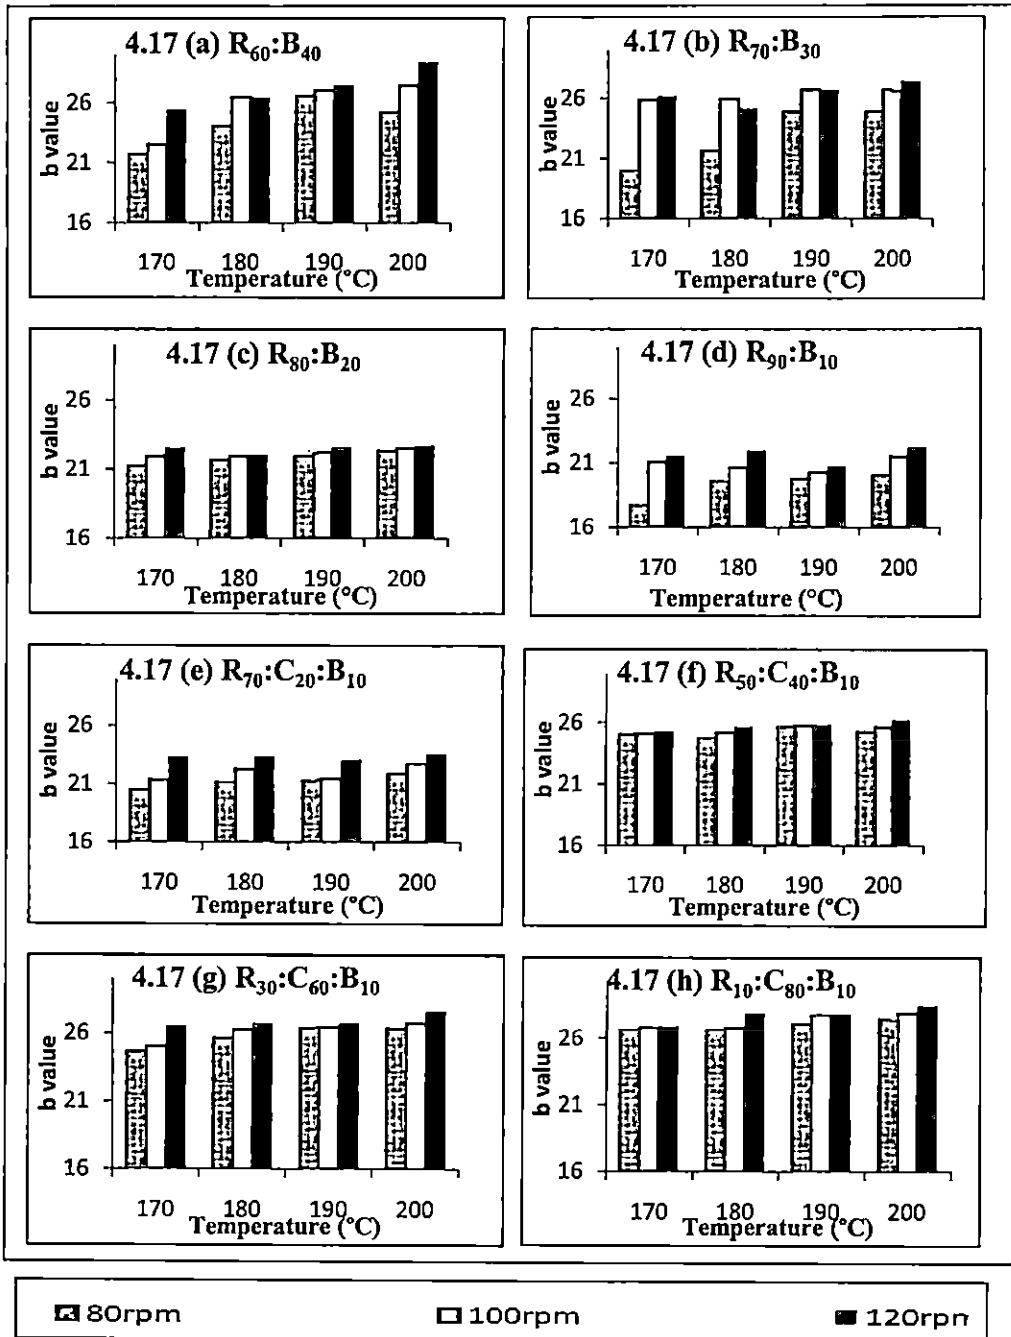 4.17 (a) R60:B40
b value
26
21
16
170 180 190 200
Temperature (°C)
4.17 (b) R70:B30
b value
26
21
16
170 180 190 200
Temperature (°C)
4.17 (c) R80:B20
b value
26
21
16
170 180 190 200
Temperature (°C)
4.17 (d) R90:B10
b value
26
21
16
170 180 190 200
Temperature (°C)
4.17 (e) R70:C20:B10
b value
26
21
16
170 180 190 200
Temperature (°C)
4.17 (f) R50:C40:B10
b value
26
21
16
170 180 190 200
Temperature (°C)
4.17 (g) R30:C60:B10
b value
26
21
16
170 180 190 200
Temperature (°C)
4.17 (h) R10:C80:B10
b value
26
21
16
170 180 190 200
Temperature (°C)
80rpm 100rpm 120rpm